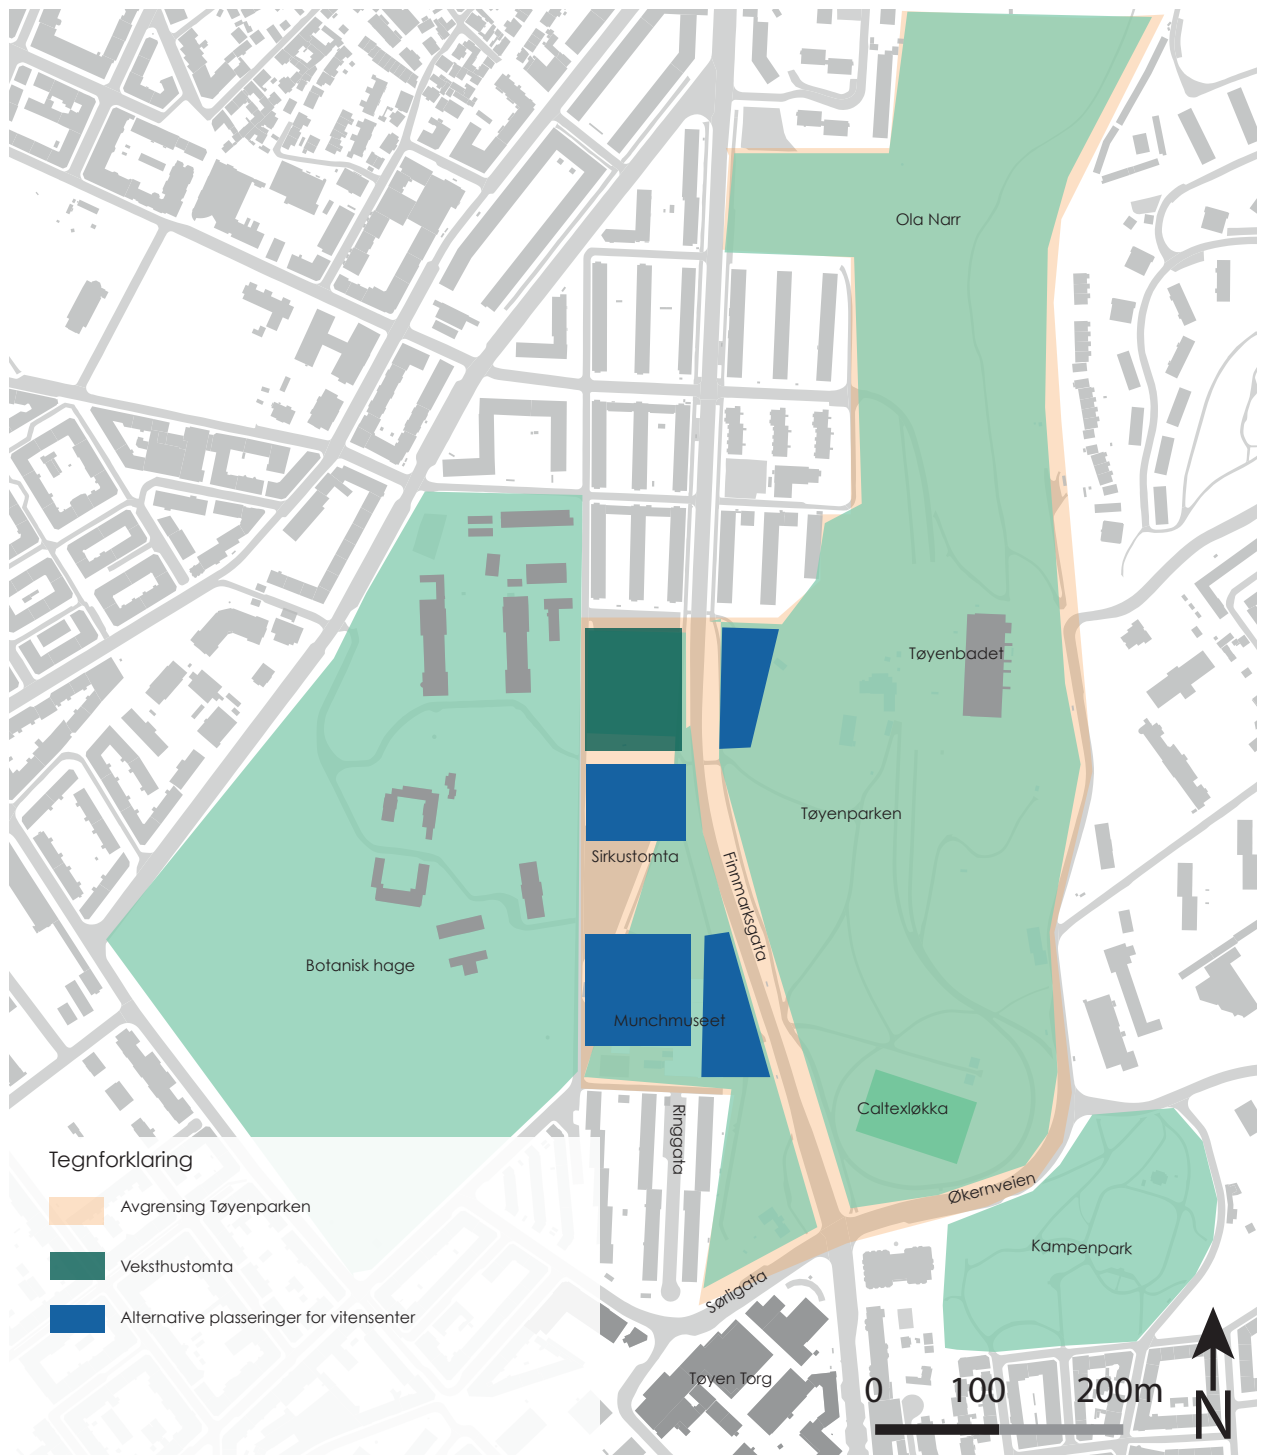 Ola Narr
Tøyenbadet
Tøyenparken
Sirkustomta
Finnmarksgata
Botanisk hage
Munchmuseet
Caltexløkka
Ringgata
Økernveien
Kampenpark
Sørligata
Tøyen Torg
Tegnforklaring
Avgrensing Tøyenparken
Veksthustomta
Alternative plasseringer for vitensenter
0 100 200m
N